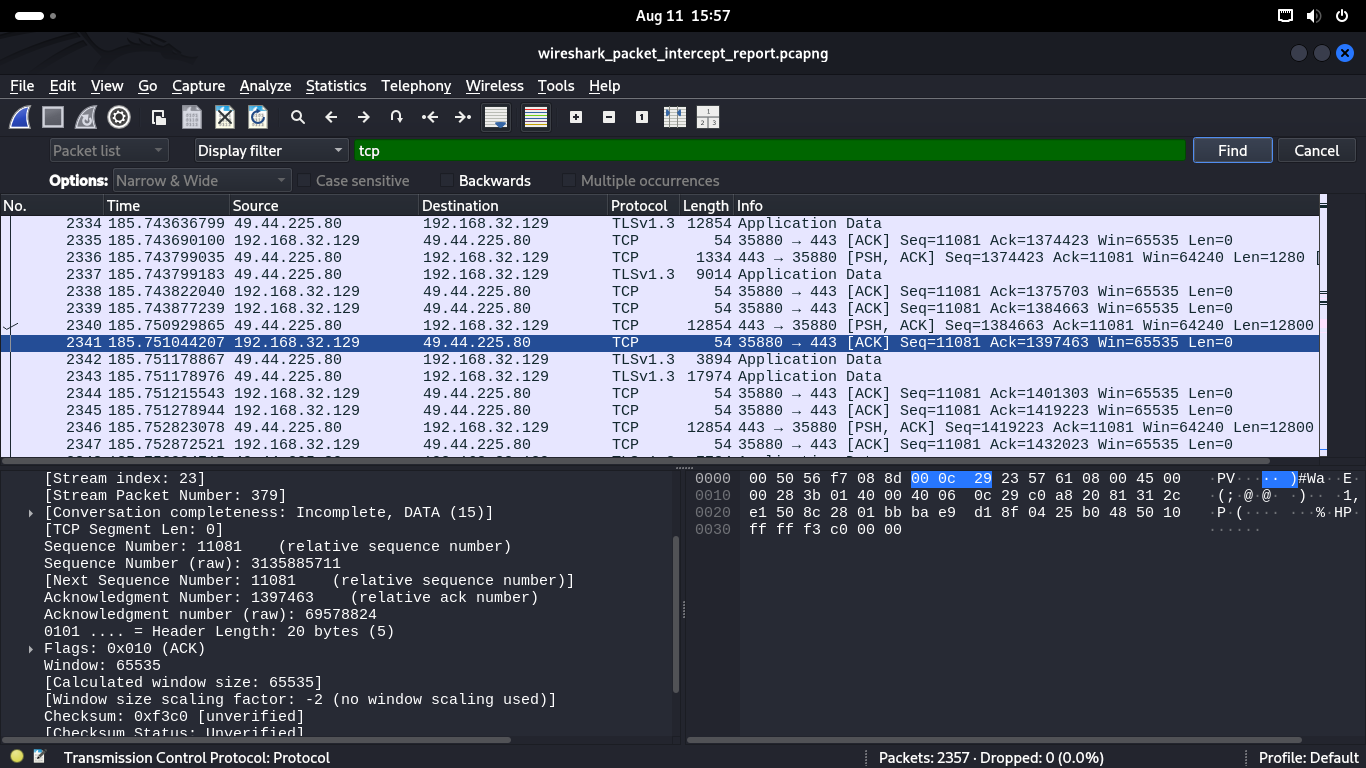 Aug 11 15:57
wireshark_packet_intercept_report.pcapng
File Edit View Go Capture Analyze Statistics Telephony Wireless Tools Help
Packet list Display filter tcp Find Cancel
Options: Narrow & Wide Case sensitive Backwards Multiple occurrences
No. Time Source Destination Protocol Length Info
2334 185.743636799 49.44.225.80 192.168.32.129 TLSv1.3 12854 Application Data
2335 185.743690100 192.168.32.129 49.44.225.80 TCP 54 35880 → 443 [ACK] Seq=11081 Ack=1374423 Win=65535 Len=0
2336 185.743799035 49.44.225.80 192.168.32.129 TCP 1334 443 → 35880 [PSH, ACK] Seq=1374423 Ack=11081 Win=64240 Len=1280 [
2337 185.743799183 49.44.225.80 192.168.32.129 TLSv1.3 9014 Application Data
2338 185.743822040 192.168.32.129 49.44.225.80 TCP 54 35880 → 443 [ACK] Seq=11081 Ack=1375703 Win=65535 Len=0
2339 185.743877239 192.168.32.129 49.44.225.80 TCP 54 35880 → 443 [ACK] Seq=11081 Ack=1384663 Win=65535 Len=0
2340 185.750929865 49.44.225.80 192.168.32.129 TCP 12854 443 → 35880 [PSH, ACK] Seq=1384663 Ack=11081 Win=64240 Len=12800
2341 185.751044207 192.168.32.129 49.44.225.80 TCP 54 35880 → 443 [ACK] Seq=11081 Ack=1397463 Win=65535 Len=0
2342 185.751178867 49.44.225.80 192.168.32.129 TLSv1.3 3894 Application Data
2343 185.751178976 49.44.225.80 192.168.32.129 TLSv1.3 17974 Application Data
2344 185.751215543 192.168.32.129 49.44.225.80 TCP 54 35880 → 443 [ACK] Seq=11081 Ack=1401303 Win=65535 Len=0
2345 185.751278944 192.168.32.129 49.44.225.80 TCP 54 35880 → 443 [ACK] Seq=11081 Ack=1419223 Win=65535 Len=0
2346 185.752823078 49.44.225.80 192.168.32.129 TCP 12854 443 → 35880 [PSH, ACK] Seq=1419223 Ack=11081 Win=64240 Len=12800
2347 185.752872521 192.168.32.129 49.44.225.80 TCP 54 35880 → 443 [ACK] Seq=11081 Ack=1432023 Win=65535 Len=0
[Stream index: 23]
[Stream Packet Number: 379]
[Conversation completeness: Incomplete, DATA (15)]
[TCP Segment Len: 0]
Sequence Number: 11081 (relative sequence number)
Sequence Number (raw): 3135885711
[Next Sequence Number: 11081 (relative sequence number)]
Acknowledgment Number: 1397463 (relative ack number)
Acknowledgment number (raw): 69578824
0101 .... = Header Length: 20 bytes (5)
Flags: 0x010 (ACK)
Window: 65535
[Calculated window size: 65535]
[Window size scaling factor: -2 (no window scaling used)]
Checksum: 0xf3c0 [unverified]
[Checksum Status: Unverified]
0000 00 50 56 f7 08 8d 00 0c 29 23 57 61 08 00 45 00 ·PV·····)#Wa··E·
0010 00 28 3b 01 40 00 40 06 0c 29 c0 a8 20 81 31 2c ·(;·@·@··)·· ·1,
0020 e1 50 8c 28 01 bb ba e9 d1 8f 04 25 b0 48 50 10 ·P·(·······%·HP·
0030 ff ff f3 c0 00 00 ······
Transmission Control Protocol: Protocol
Packets: 2357 · Dropped: 0 (0.0%)
Profile: Default